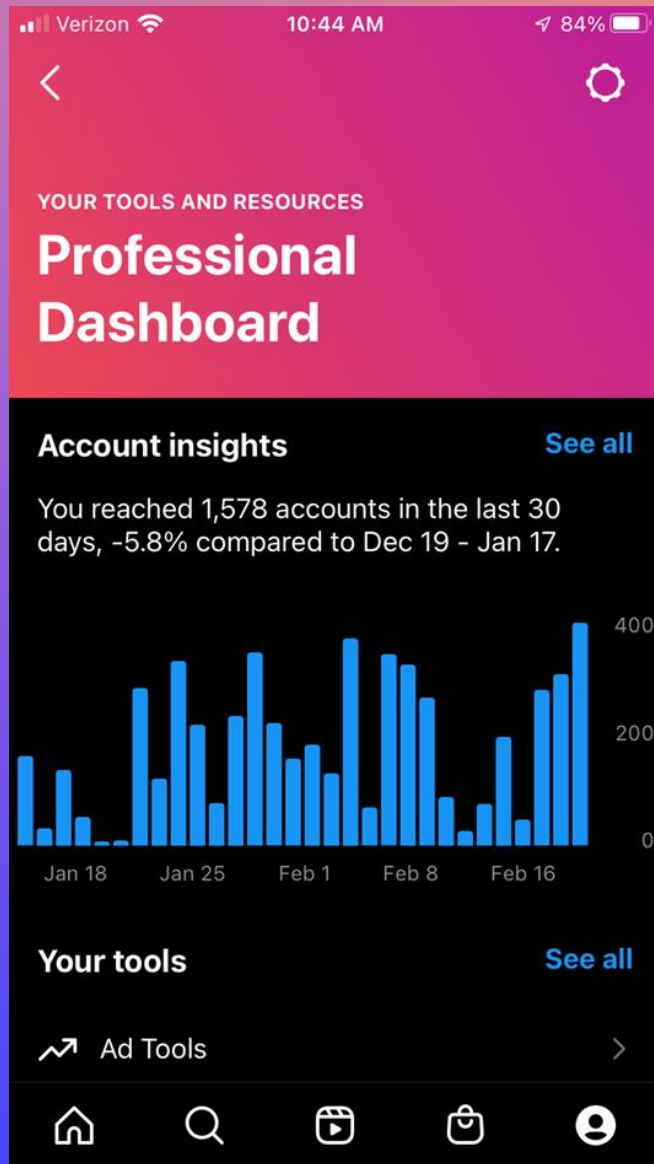 Verizon 10:44 AM 84%
YOUR TOOLS AND RESOURCES
Professional
Dashboard
Account insights See all
You reached 1,578 accounts in the last 30
days, -5.8% compared to Dec 19 - Jan 17.
400
200
0
Jan 18 Jan 25 Feb 1 Feb 8 Feb 16
Your tools See all
Ad Tools